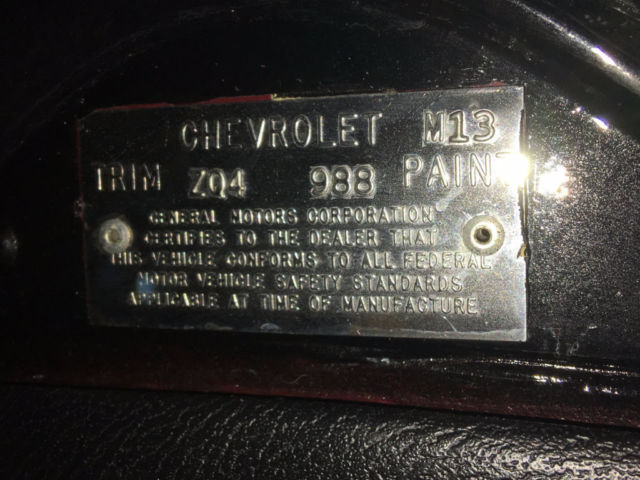 CHEVROLET M13
TRIM ZQ4 988 PAINT
GENERAL MOTORS CORPORATION
CERTIFIES TO THE DEALER THAT
THIS VEHICLE CONFORMS TO ALL FEDERAL
MOTOR VEHICLE SAFETY STANDARDS
APPLICABLE AT TIME OF MANUFACTURE